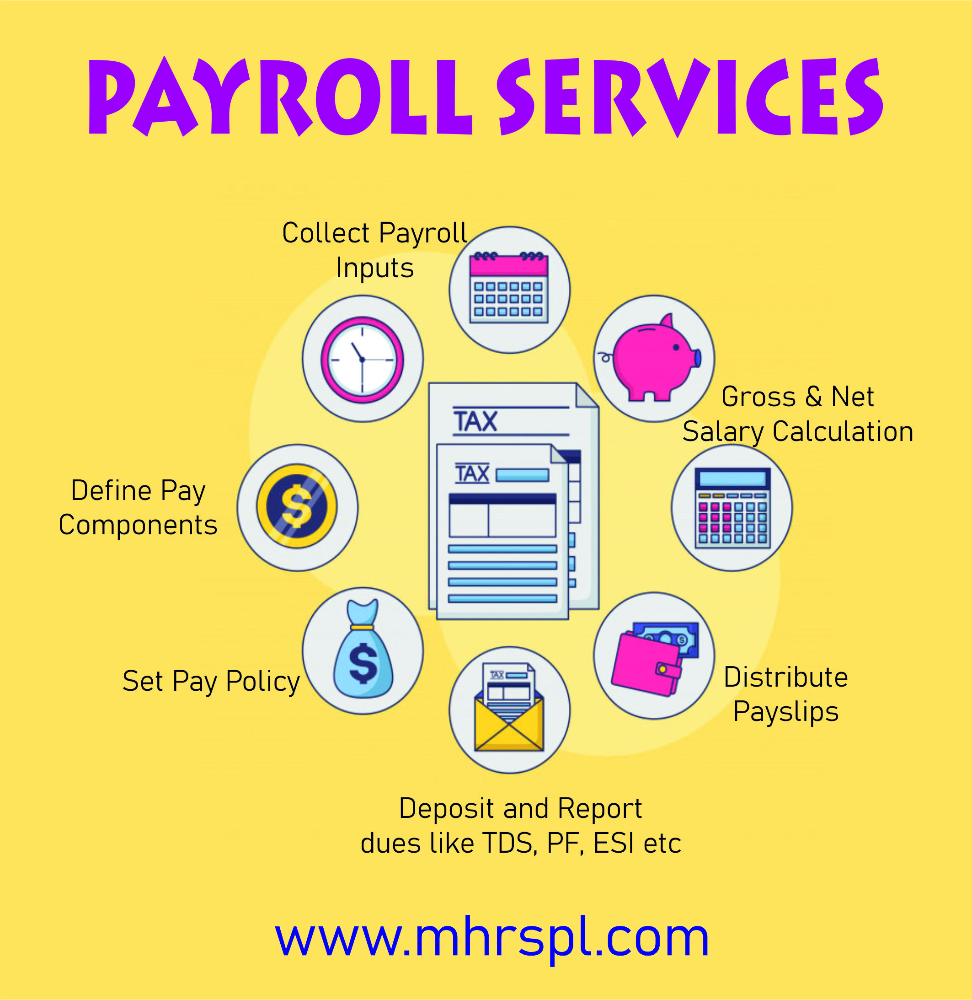 PAYROLL SERVICES
Collect Payroll
Inputs
Gross & Net
Salary Calculation
TAX
TAX
Define Pay
Components
Set Pay Policy
Distribute
Payslips
TAX
Deposit and Report
dues like TDS, PF, ESI etc
www.mhrspl.com